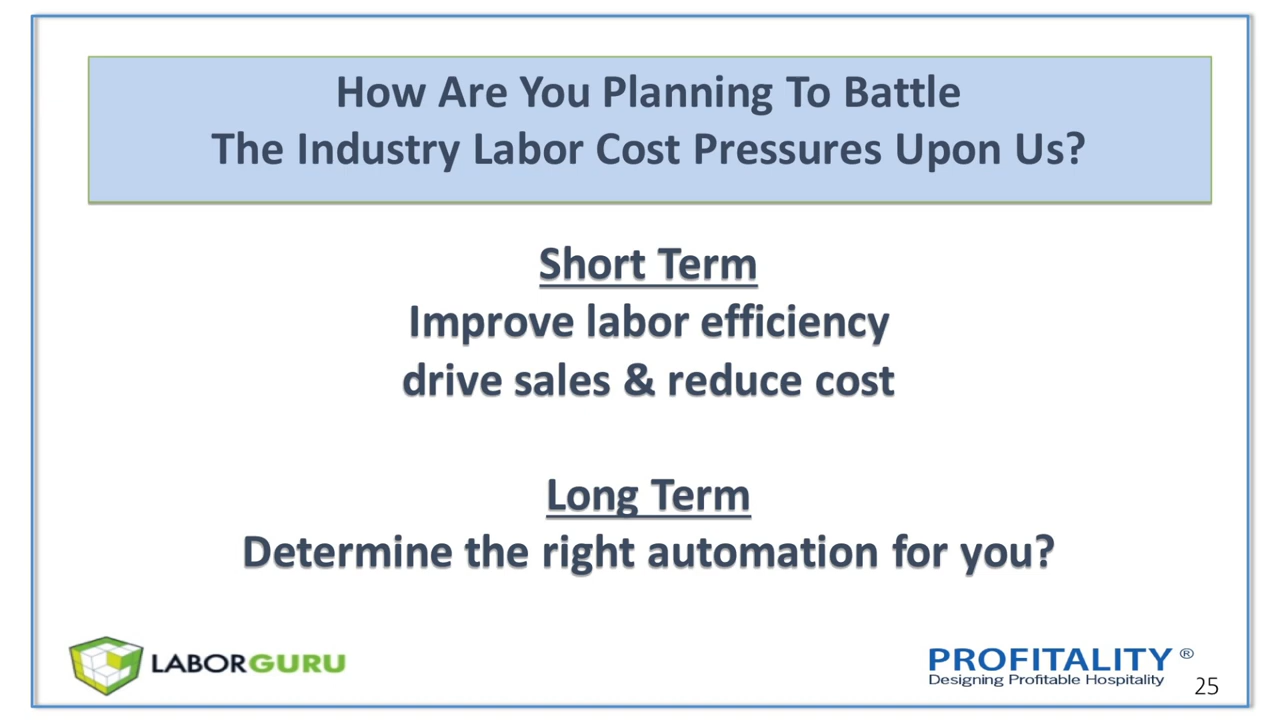 How Are You Planning To Battle
The Industry Labor Cost Pressures Upon Us?
Short Term
Improve labor efficiency
drive sales & reduce cost
Long Term
Determine the right automation for you?
LABORGURU
PROFITALITY ®
Designing Profitable Hospitality
25